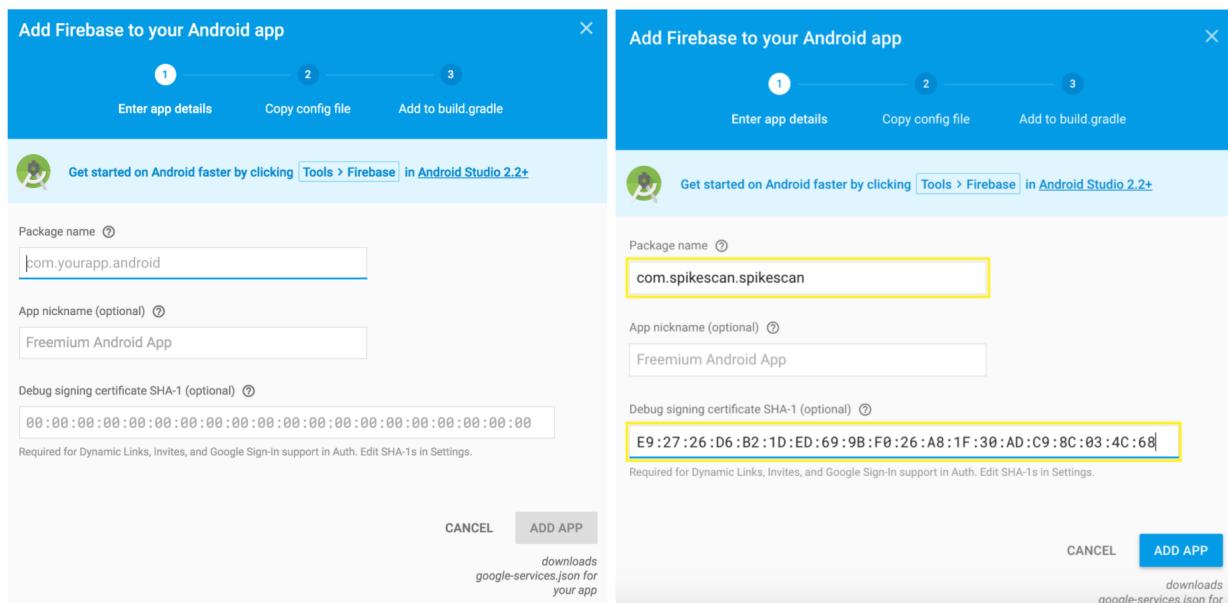 Add Firebase to your Android app
1
2
3
Enter app details
Copy config file
Add to build.gradle
Get started on Android faster by clicking Tools > Firebase in Android Studio 2.2+
Package name
com.yourapp.android
App nickname (optional)
Freemium Android App
Debug signing certificate SHA-1 (optional)
00:00:00:00:00:00:00:00:00:00:00:00:00:00:00:00:00:00:00:00
Required for Dynamic Links, Invites, and Google Sign-In support in Auth. Edit SHA-1s in Settings.
CANCEL
ADD APP
downloads
google-services.json for
your app
Add Firebase to your Android app
1
2
3
Enter app details
Copy config file
Add to build.gradle
Get started on Android faster by clicking Tools > Firebase in Android Studio 2.2+
Package name
com.spikescan.spikescan
App nickname (optional)
Freemium Android App
Debug signing certificate SHA-1 (optional)
E9:27:26:D6:B2:1D:ED:69:9B:F0:26:A8:1F:30:AD:C9:8C:03:4C:68
Required for Dynamic Links, Invites, and Google Sign-In support in Auth. Edit SHA-1s in Settings.
CANCEL
ADD APP
downloads
google-services.json for